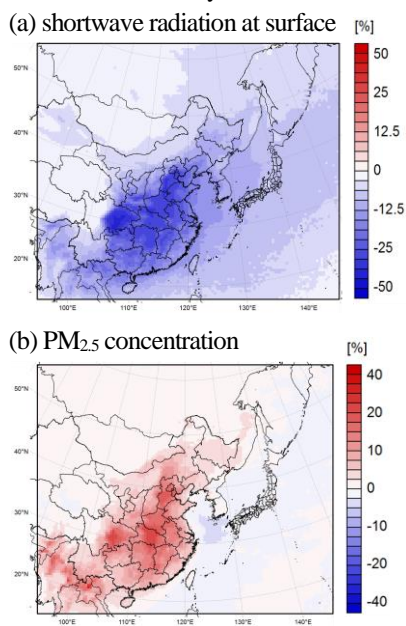 (a) shortwave radiation at surface
[%]
50
25
12.5
0
-12.5
-25
-50
50°N
40°N
30°N
20°N
100°E 110°E 120°E 130°E 140°E
(b) PM2.5 concentration
[%]
40
20
10
0
-10
-20
-40
50°N
40°N
30°N
20°N
100°E 110°E 120°E 130°E 140°E